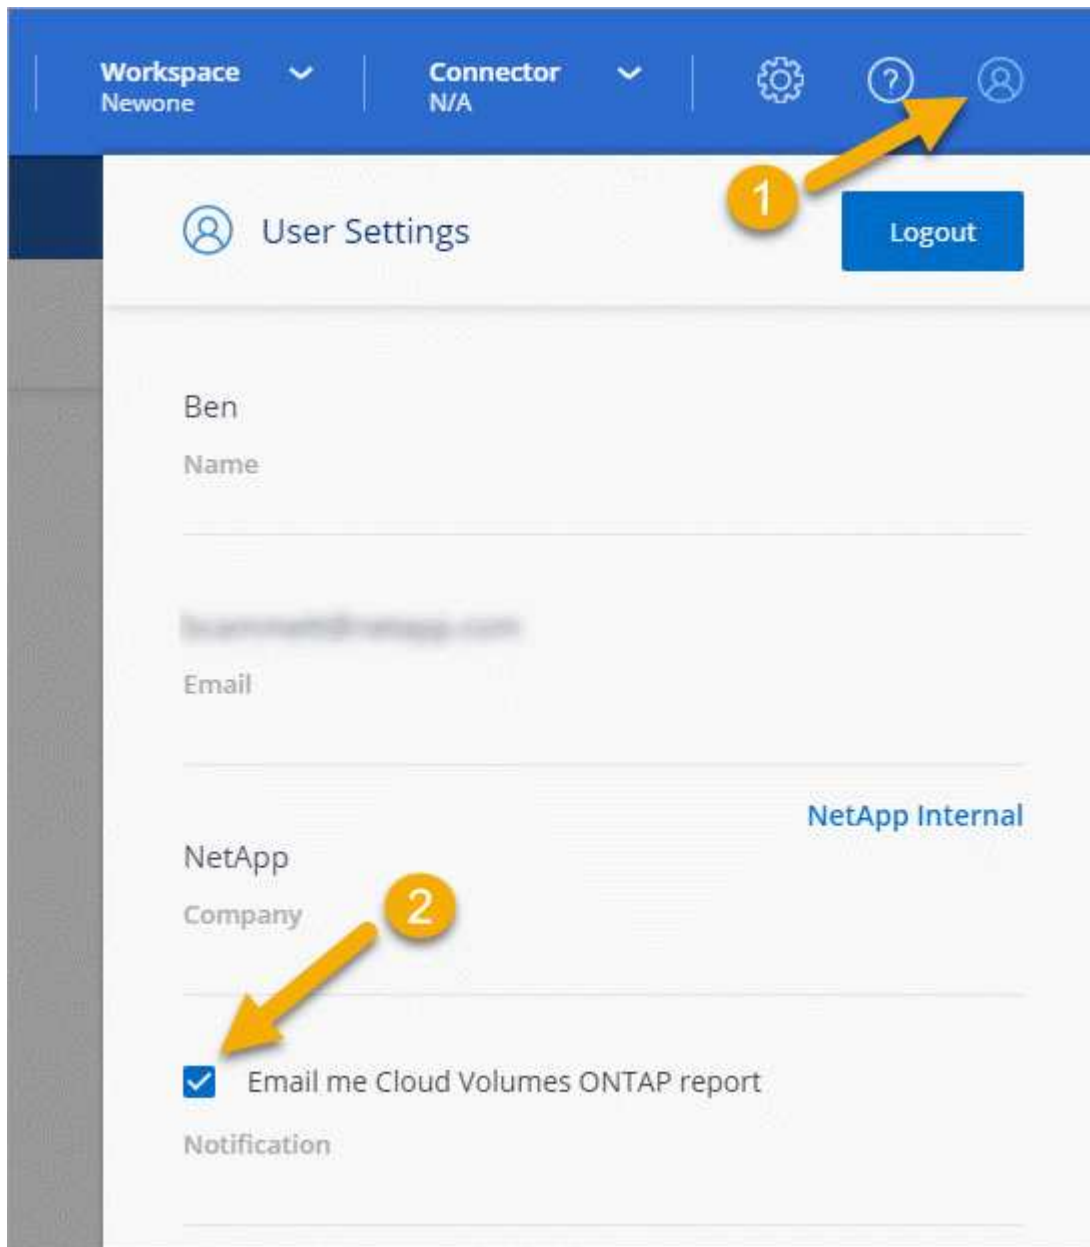 Workspace
Newone
Connector
N/A
?
1
User Settings
Logout
Ben
Name
Email
NetApp Internal
NetApp
Company
2
Email me Cloud Volumes ONTAP report
Notification